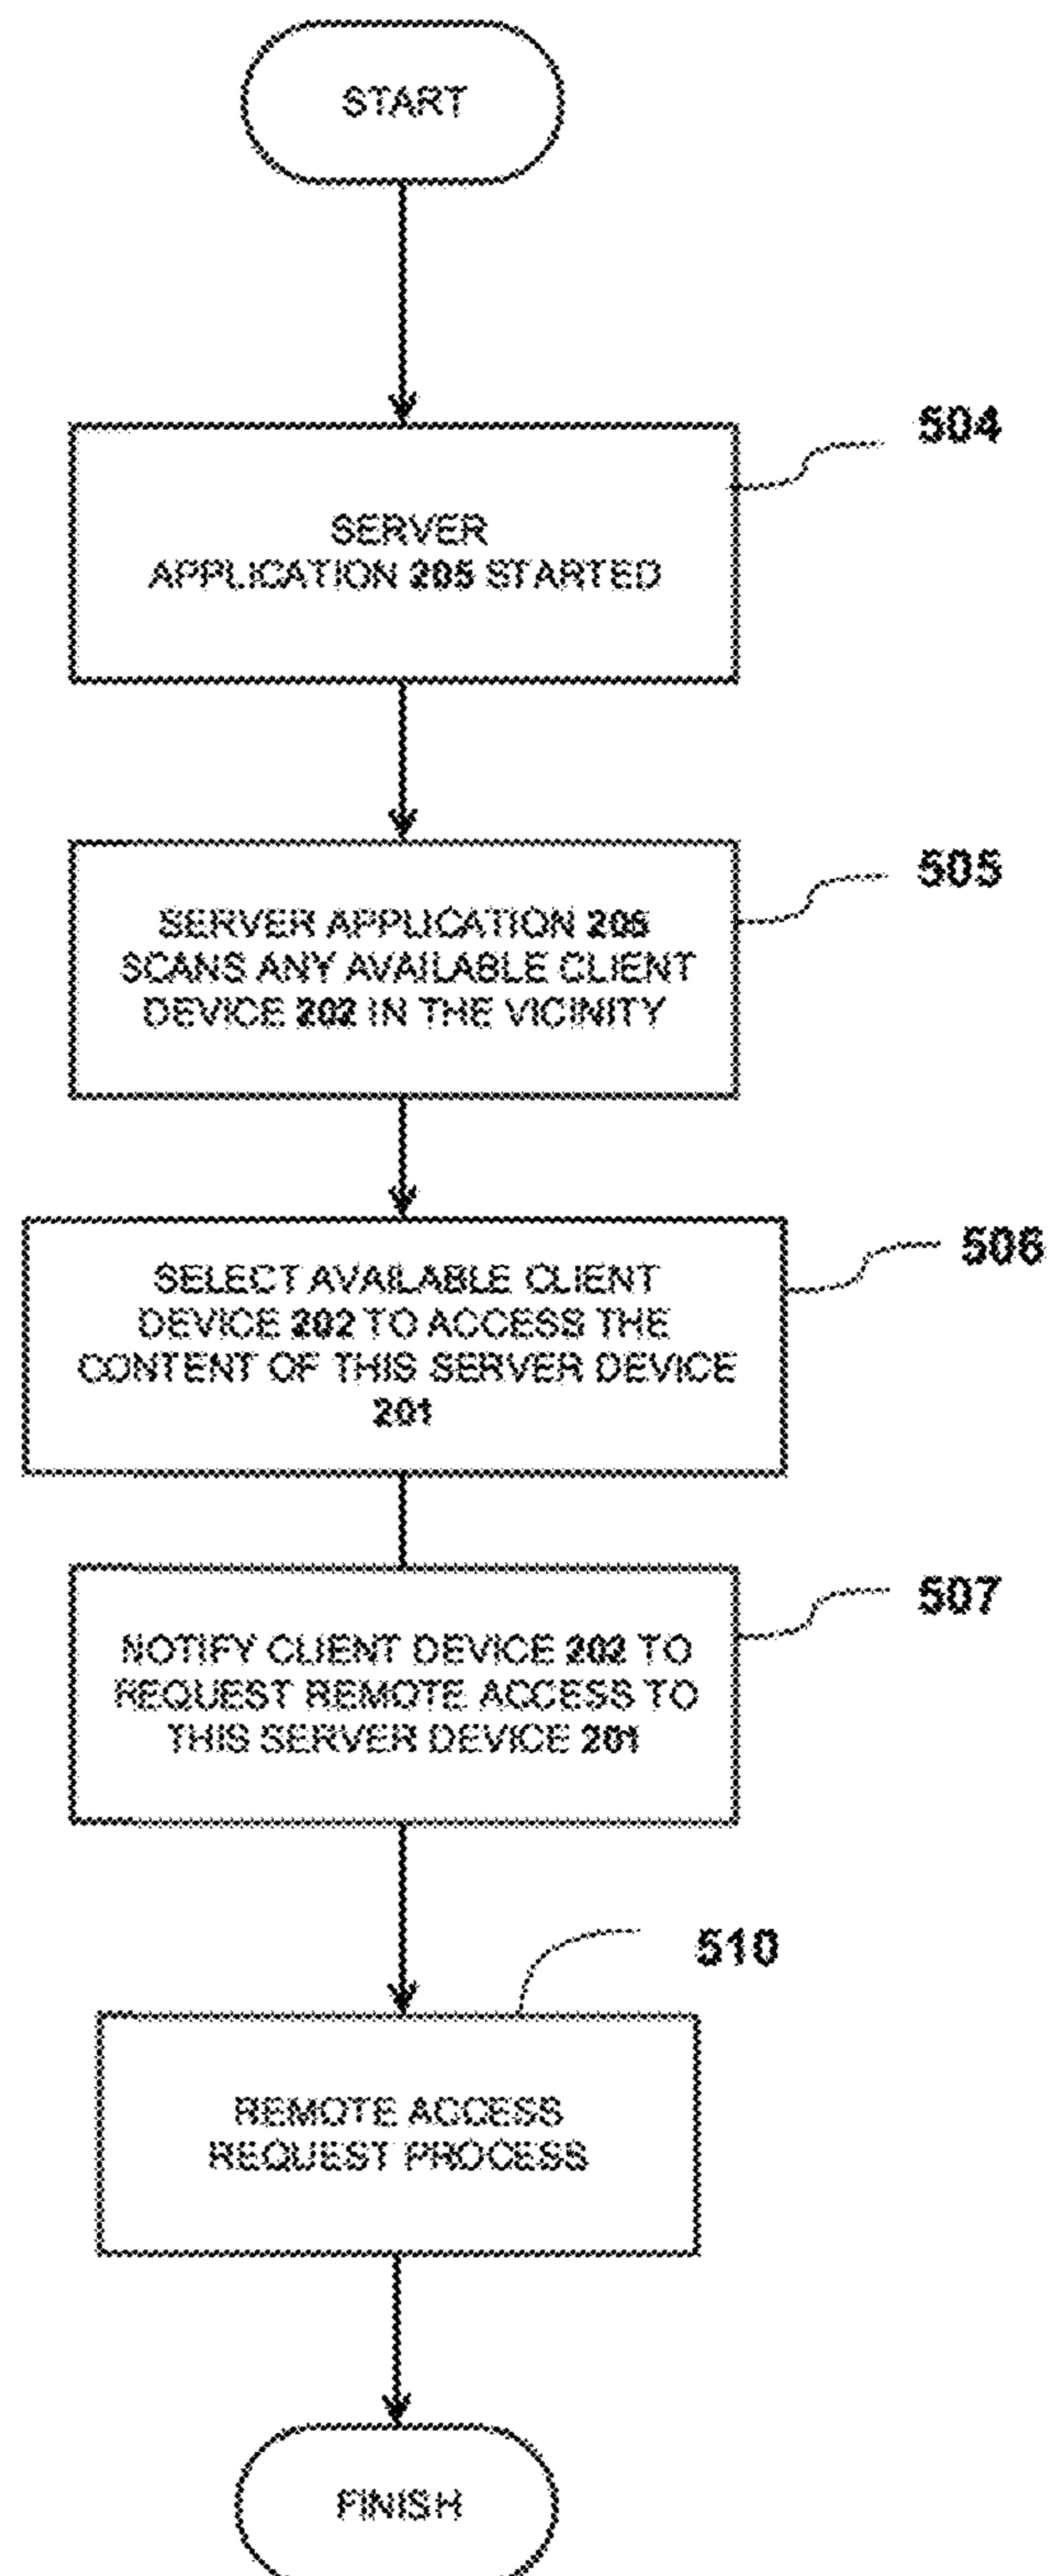 START
504
SERVER
APPLICATION 205 STARTED
505
SERVER APPLICATION 205
SCANS ANY AVAILABLE CLIENT
DEVICE 202 IN THE VICINITY
506
SELECT AVAILABLE CLIENT
DEVICE 202 TO ACCESS THE
CONTENT OF THIS SERVER DEVICE
201
507
NOTIFY CLIENT DEVICE 202 TO
REQUEST REMOTE ACCESS TO
THIS SERVER DEVICE 201
510
REMOTE ACCESS
REQUEST PROCESS
FINISH